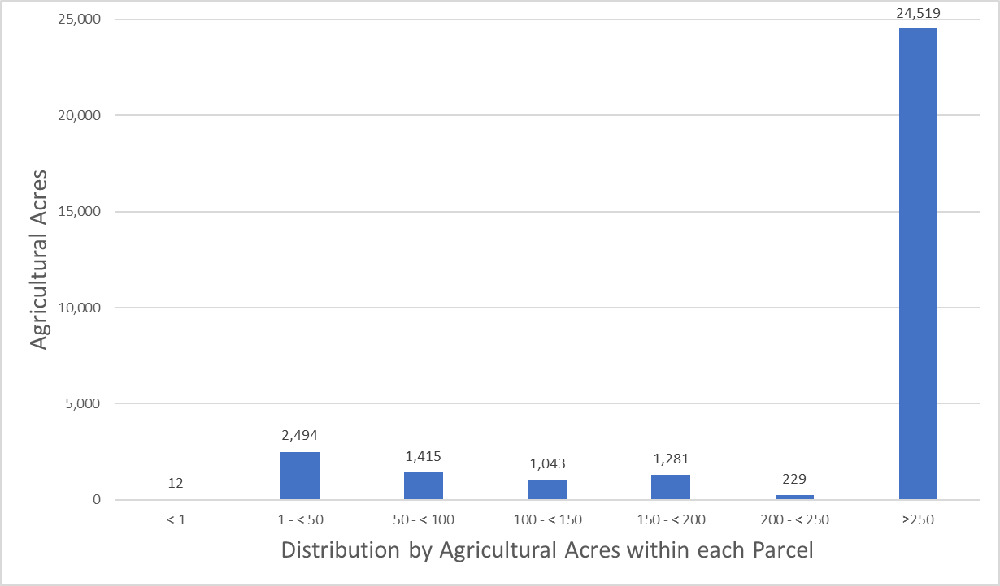 25,000
20,000
15,000
10,000
5,000
0
Agricultural Acres
12
2,494
1,415
1,043
1,281
229
24,519
< 1
1 - < 50
50 - < 100
100 - < 150
150 - < 200
200 - < 250
≥250
Distribution by Agricultural Acres within each Parcel